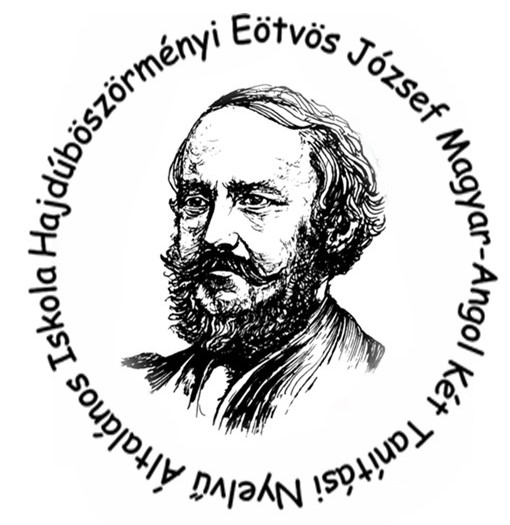 Hajdúböszörményi Eötvös József Magyar-Angol Két Tanítási Nyelvű Általános Iskola